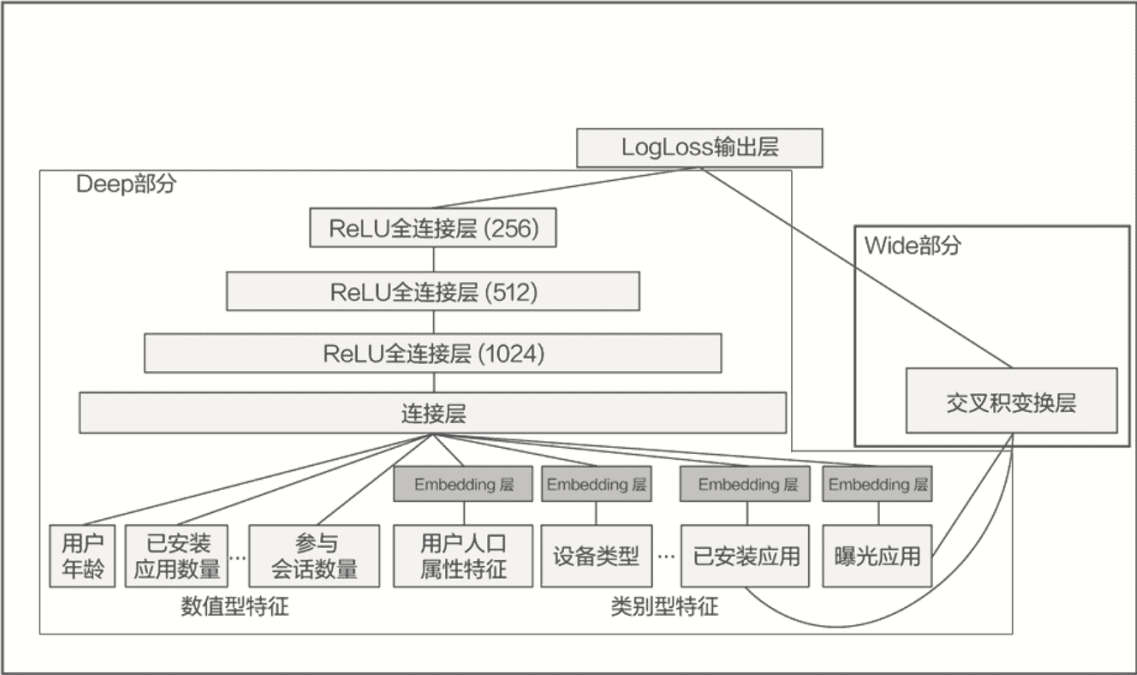 LogLoss输出层
Deep部分
ReLU全连接层 (256)
Wide部分
ReLU全连接层 (512)
ReLU全连接层 (1024)
交叉积变换层
连接层
Embedding 层
Embedding 层
Embedding 层
Embedding 层
用户
年龄
已安装
应用数量
...
参与
会话数量
用户人口
属性特征
设备类型
...
已安装应用
曝光应用
数值型特征
类别型特征